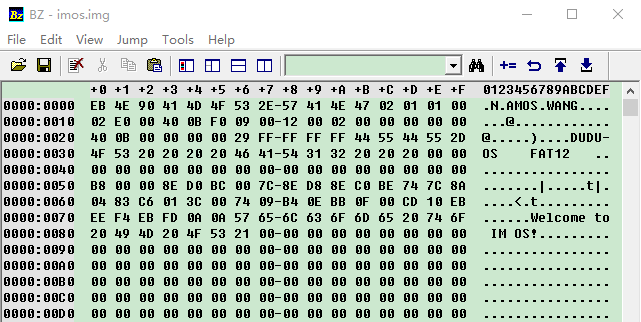 BZ - imos.img
File Edit View Jump Tools Help
+0 +1 +2 +3 +4 +5 +6 +7 +8 +9 +A +B +C +D +E +F 0123456789ABCDEF
0000:0000 EB 4E 90 41 4D 4F 53 2E-57 41 4E 47 02 01 01 00 .N.AMOS.WANG....
0000:0010 02 E0 00 40 0B F0 09 00-12 00 02 00 00 00 00 00 ...@............
0000:0020 40 0B 00 00 00 00 29 FF-FF FF FF 44 55 44 55 2D @.....)....DUDU-
0000:0030 4F 53 20 20 20 20 46 41-54 31 32 20 20 20 00 00 OS    FAT12   ..
0000:0040 00 00 00 00 00 00 00 00-00 00 00 00 00 00 00 00 ................
0000:0050 B8 00 00 8E D0 BC 00 7C-8E D8 8E C0 BE 74 7C 8A .......|.....t|.
0000:0060 04 83 C6 01 3C 00 74 09-B4 0E BB 0F 00 CD 10 EB ....<.t.........
0000:0070 EE F4 EB FD 0A 0A 57 65-6C 63 6F 6D 65 20 74 6F ......Welcome to
0000:0080 20 49 4D 20 4F 53 21 00-00 00 00 00 00 00 00 00  IM OS!.........
0000:0090 00 00 00 00 00 00 00 00-00 00 00 00 00 00 00 00 ................
0000:00A0 00 00 00 00 00 00 00 00-00 00 00 00 00 00 00 00 ................
0000:00B0 00 00 00 00 00 00 00 00-00 00 00 00 00 00 00 00 ................
0000:00C0 00 00 00 00 00 00 00 00-00 00 00 00 00 00 00 00 ................
0000:00D0 00 00 00 00 00 00 00 00-00 00 00 00 00 00 00 00 ................